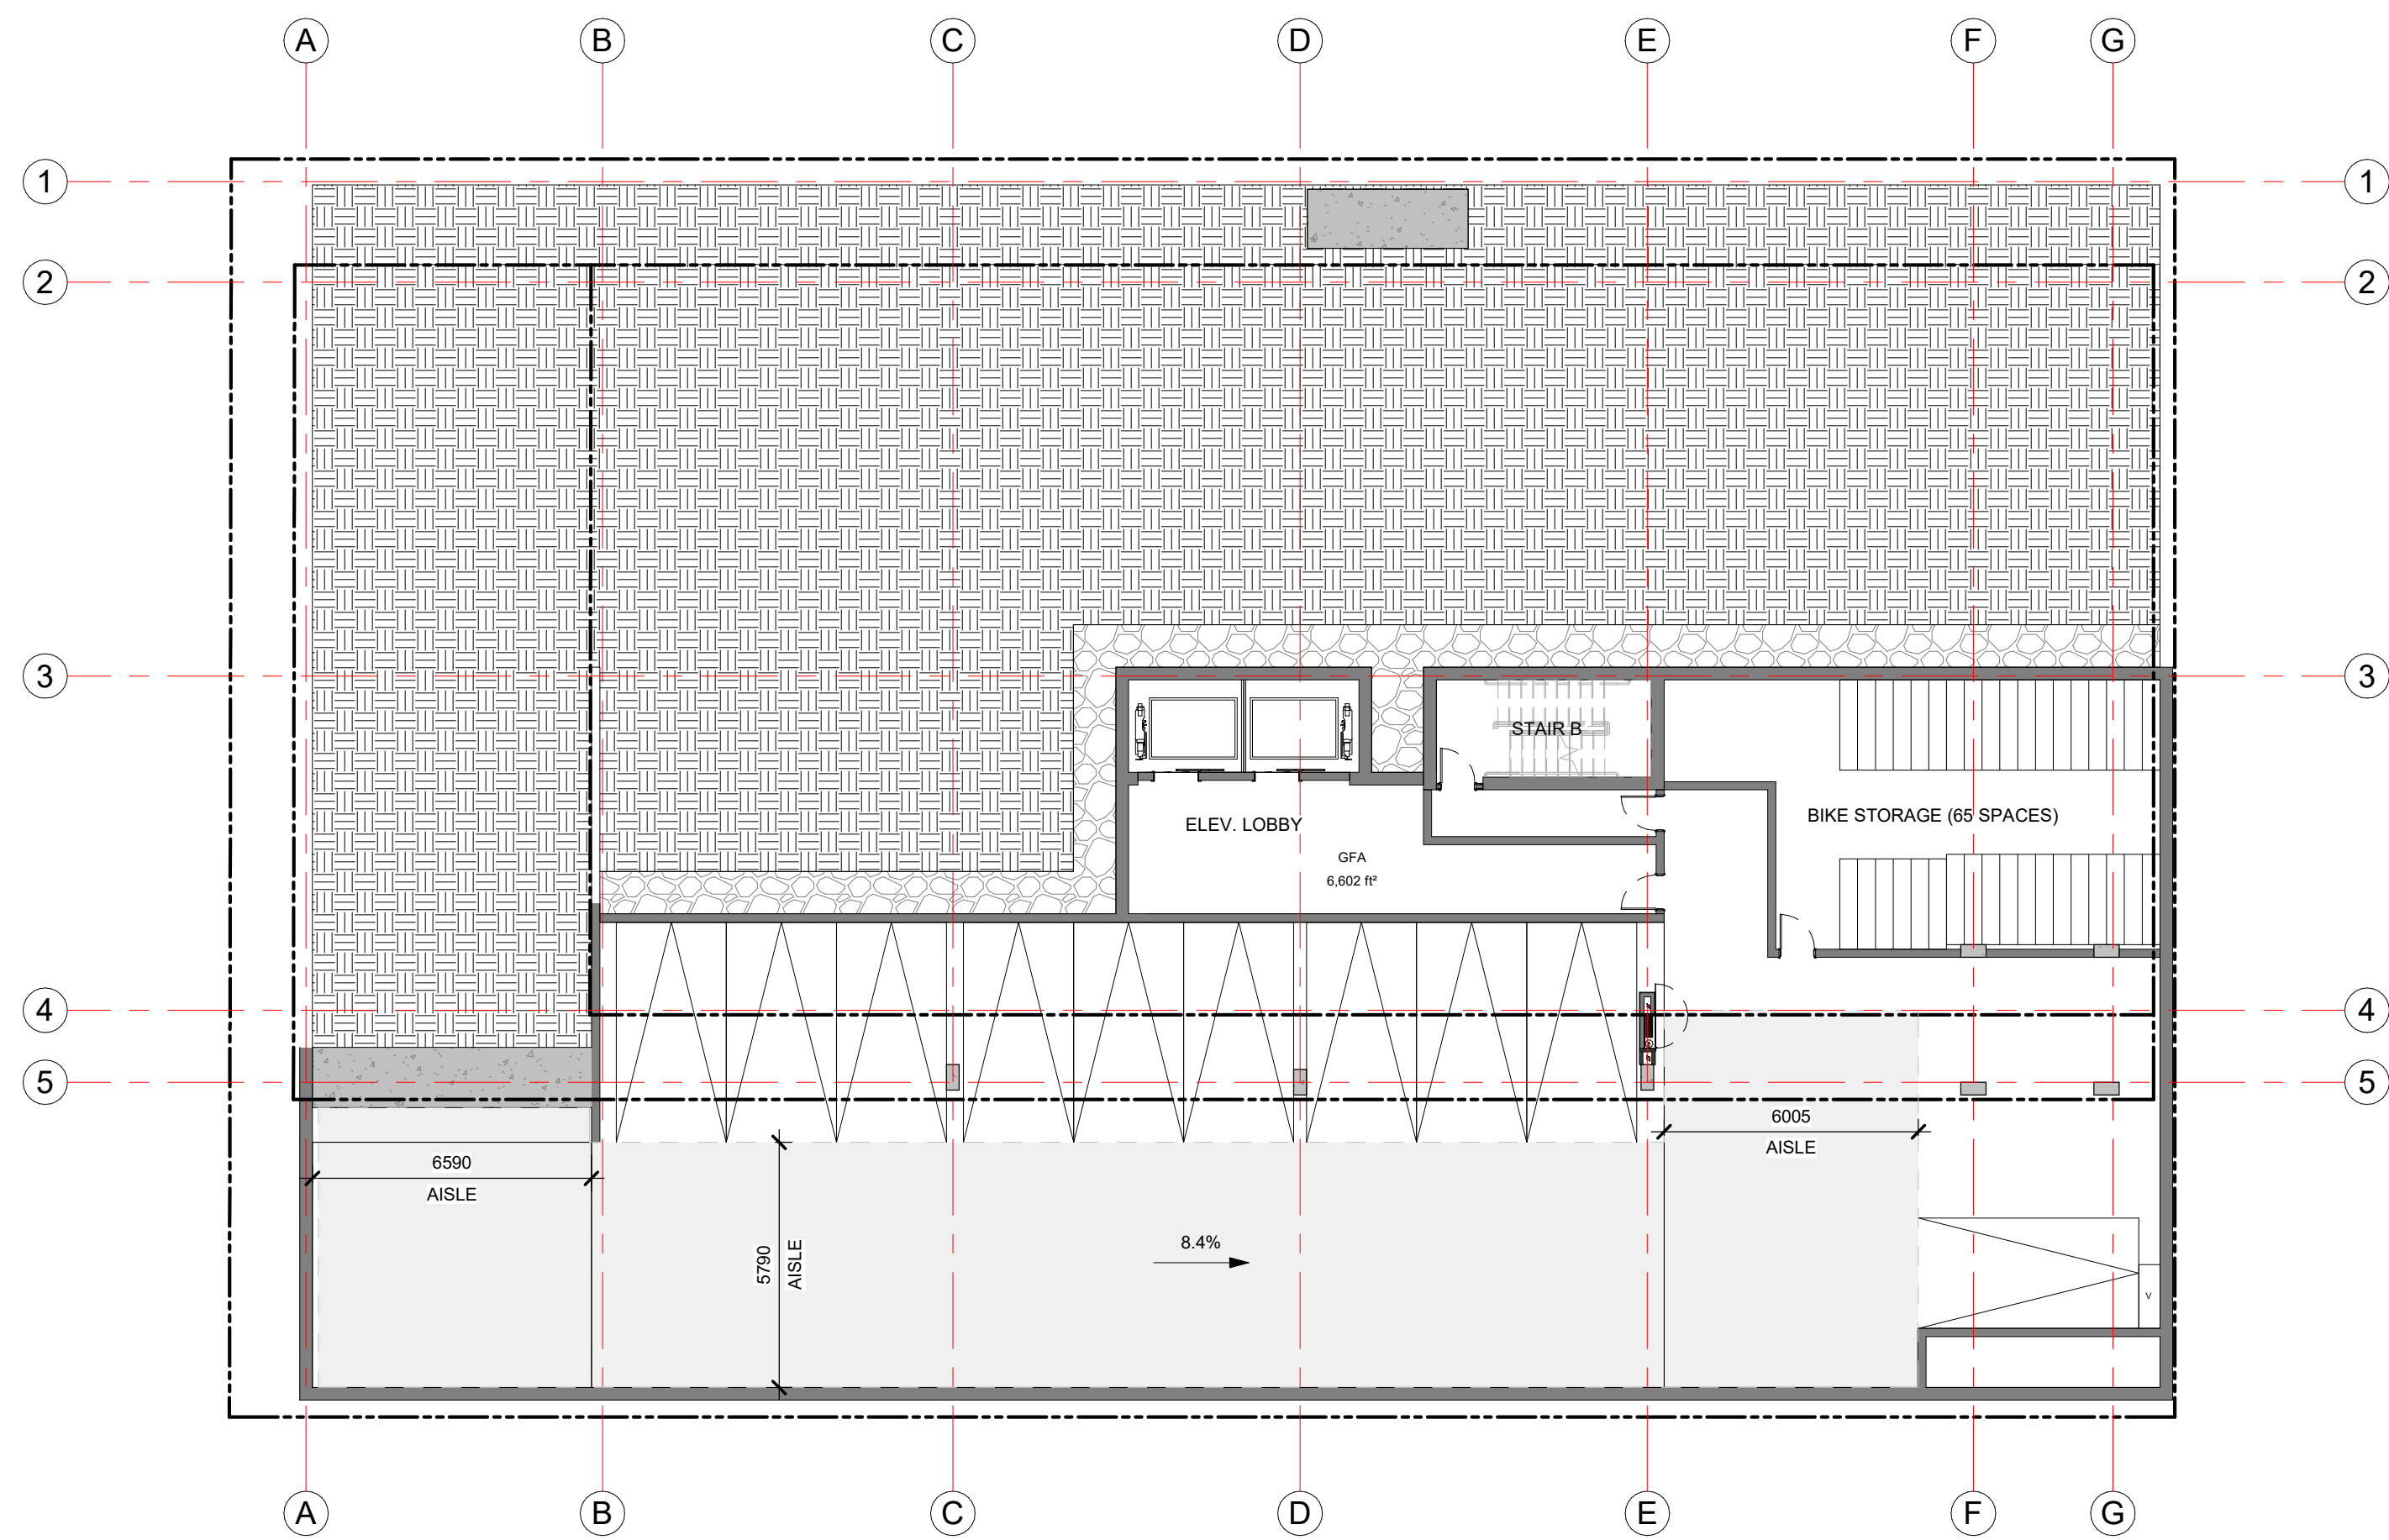 A B C D E F G
1 1
2 2
3 3
STAIR B
BIKE STORAGE (65 SPACES)
ELEV. LOBBY
GFA
6,602 ft²
4 4
5 5
6005
AISLE
6590
AISLE
5790
AISLE
8.4%
V
A B C D E F G